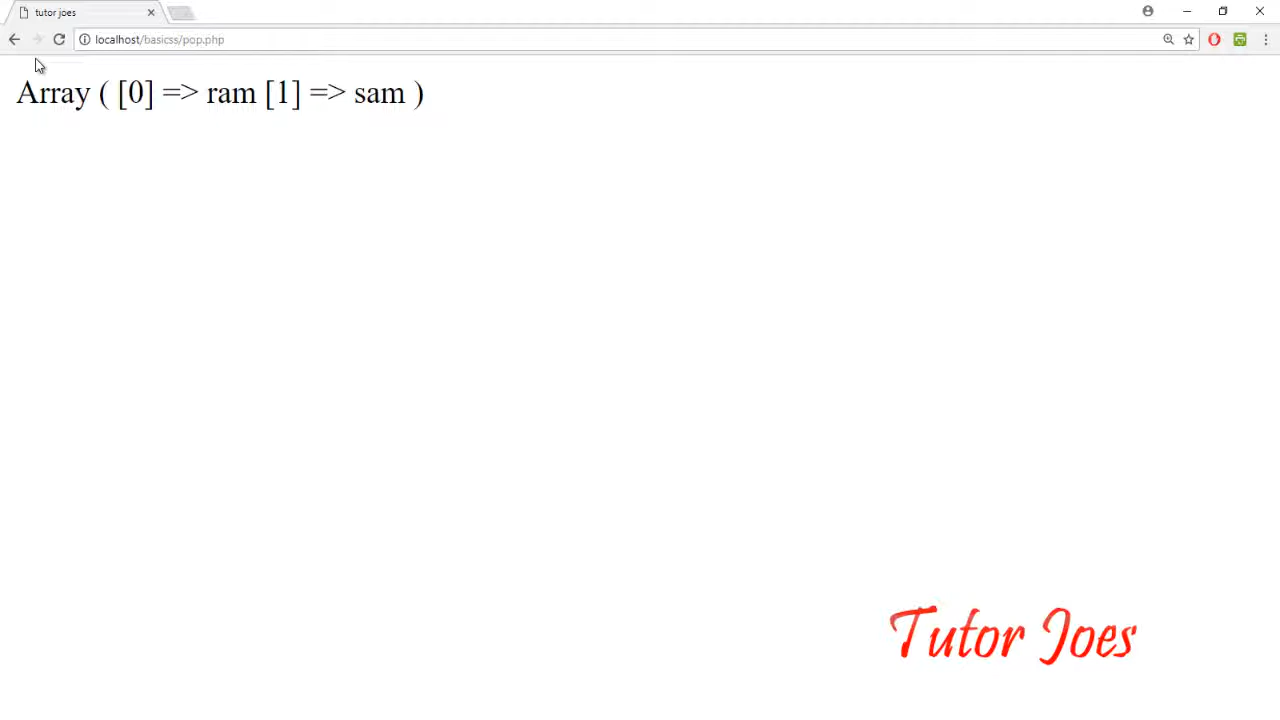 tutor joes
localhost/basicss/pop.php
Array ( [0] => ram [1] => sam )
Tutor Joes